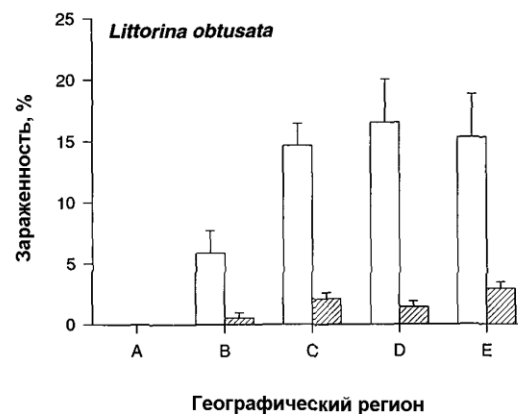 Littorina obtusata
Зараженность, %
25
20
15
10
5
0
A
B
C
D
E
Географический регион